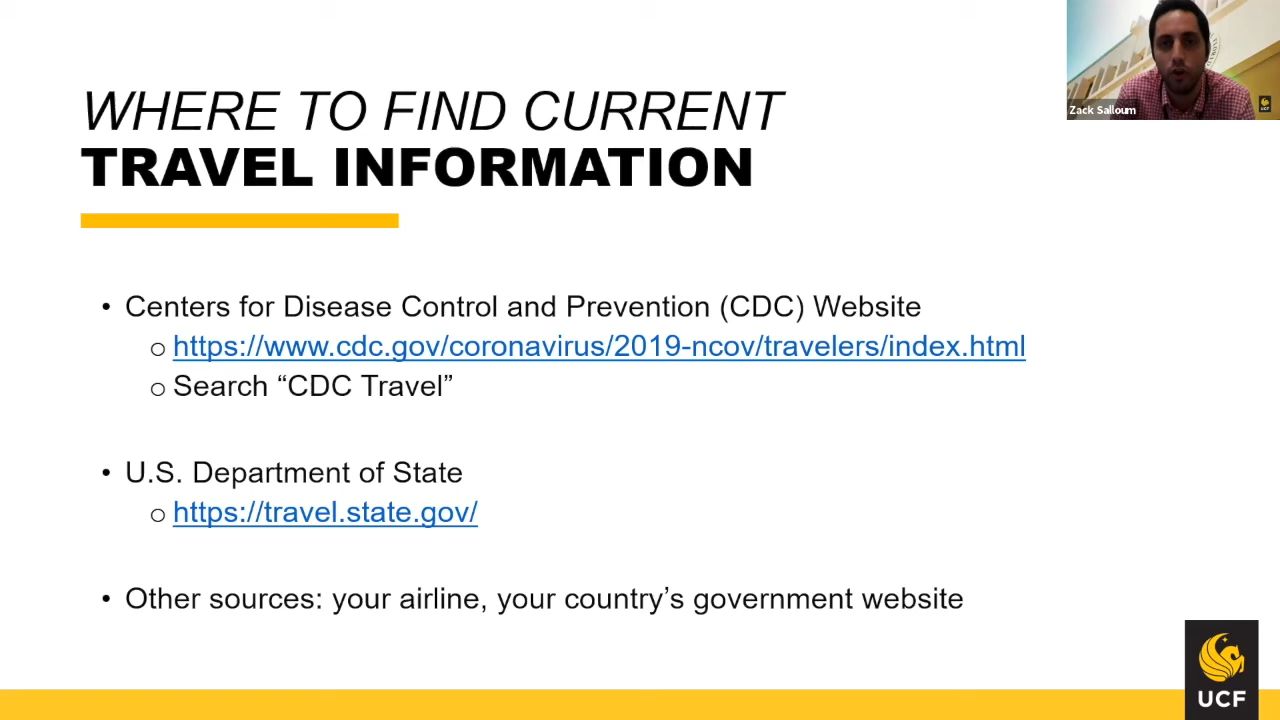 WHERE TO FIND CURRENT
TRAVEL INFORMATION
Zack Salloum
UCF
• Centers for Disease Control and Prevention (CDC) Website
o https://www.cdc.gov/coronavirus/2019-ncov/travelers/index.html
o Search “CDC Travel”
• U.S. Department of State
o https://travel.state.gov/
• Other sources: your airline, your country’s government website
UCF